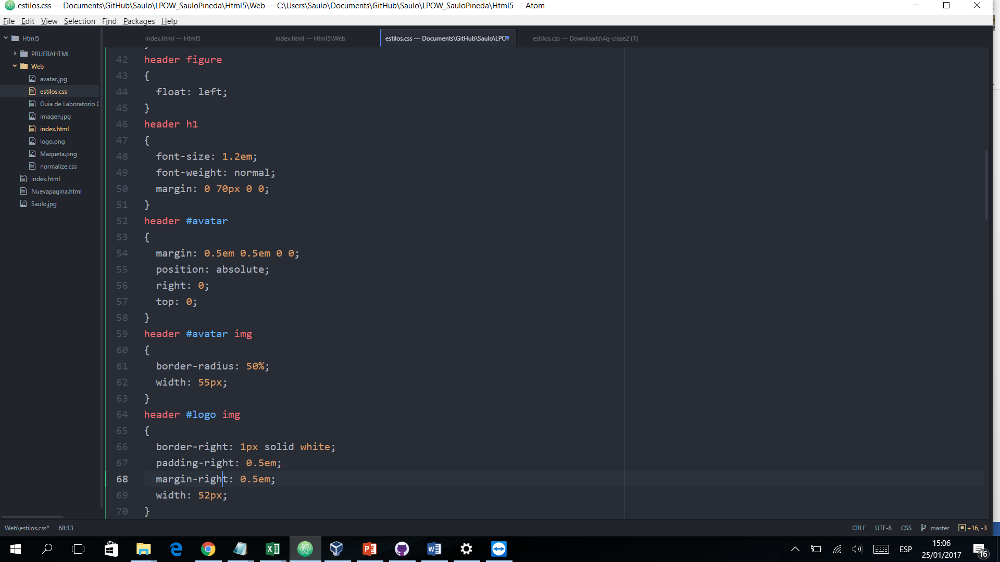 estilos.css — Documents\GitHub\Saulo\LPOW_SauloPineda\Html5\Web — C:\Users\Saulo\Documents\GitHub\Saulo\LPOW_SauloPineda\Html5 — Atom
File Edit View Selection Find Packages Help
Html5
PRUEBAHTML
Web
avatar.jpg
estilos.css
Guia de Laboratorio
imagen.jpg
index.html
logo.png
Maqueta.png
normalize.css
index.html
Nuevapagina.html
Saulo.jpg
index.html — Html5
index.html — Html5\Web
estilos.css — Documents\GitHub\Saulo\LPO
estilos.css — Downloads\4g-clase2 (1)
42 header figure
43 {
44 float: left;
45 }
46 header h1
47 {
48 font-size: 1.2em;
49 font-weight: normal;
50 margin: 0 70px 0 0;
51 }
52 header #avatar
53 {
54 margin: 0.5em 0.5em 0 0;
55 position: absolute;
56 right: 0;
57 top: 0;
58 }
59 header #avatar img
60 {
61 border-radius: 50%;
62 width: 55px;
63 }
64 header #logo img
65 {
66 border-right: 1px solid white;
67 padding-right: 0.5em;
68 margin-right: 0.5em;
69 width: 52px;
70 }
Web\estilos.css* 68:13
CRLF UTF-8 CSS master +16, -3
ESP
15:06
25/01/2017
16